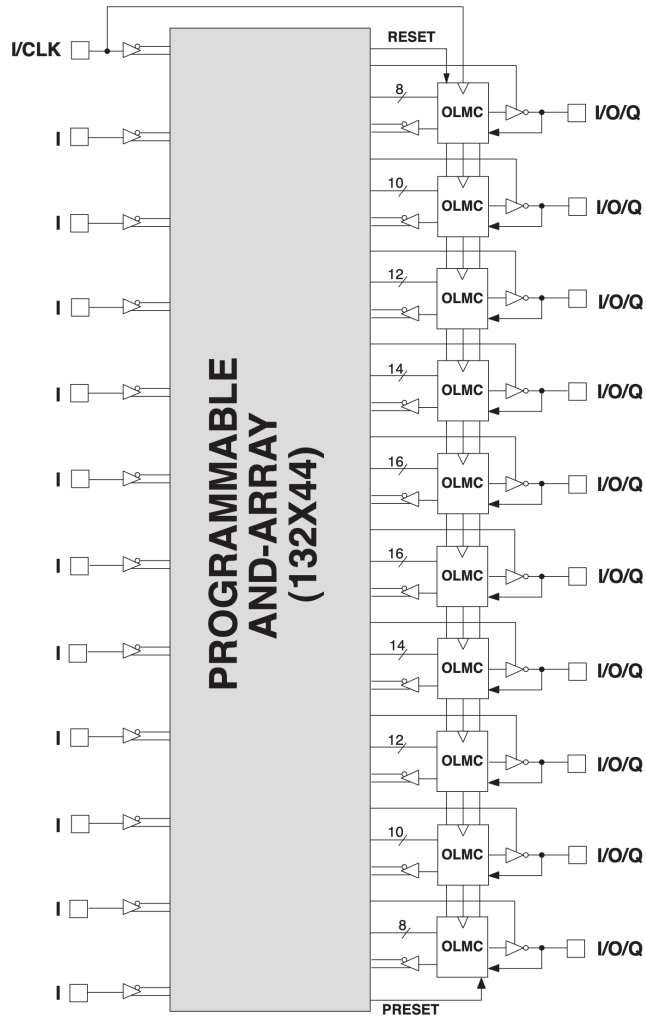 RESET
I/CLK
8
OLMC
I/O/Q
I
10
OLMC
I/O/Q
I
12
OLMC
I/O/Q
I
14
OLMC
I/O/Q
I
16
OLMC
I/O/Q
I
16
OLMC
I/O/Q
I
14
OLMC
I/O/Q
I
12
OLMC
I/O/Q
I
10
OLMC
I/O/Q
I
8
OLMC
I/O/Q
I
I
PRESET
PROGRAMMABLE
AND-ARRAY
(132X44)